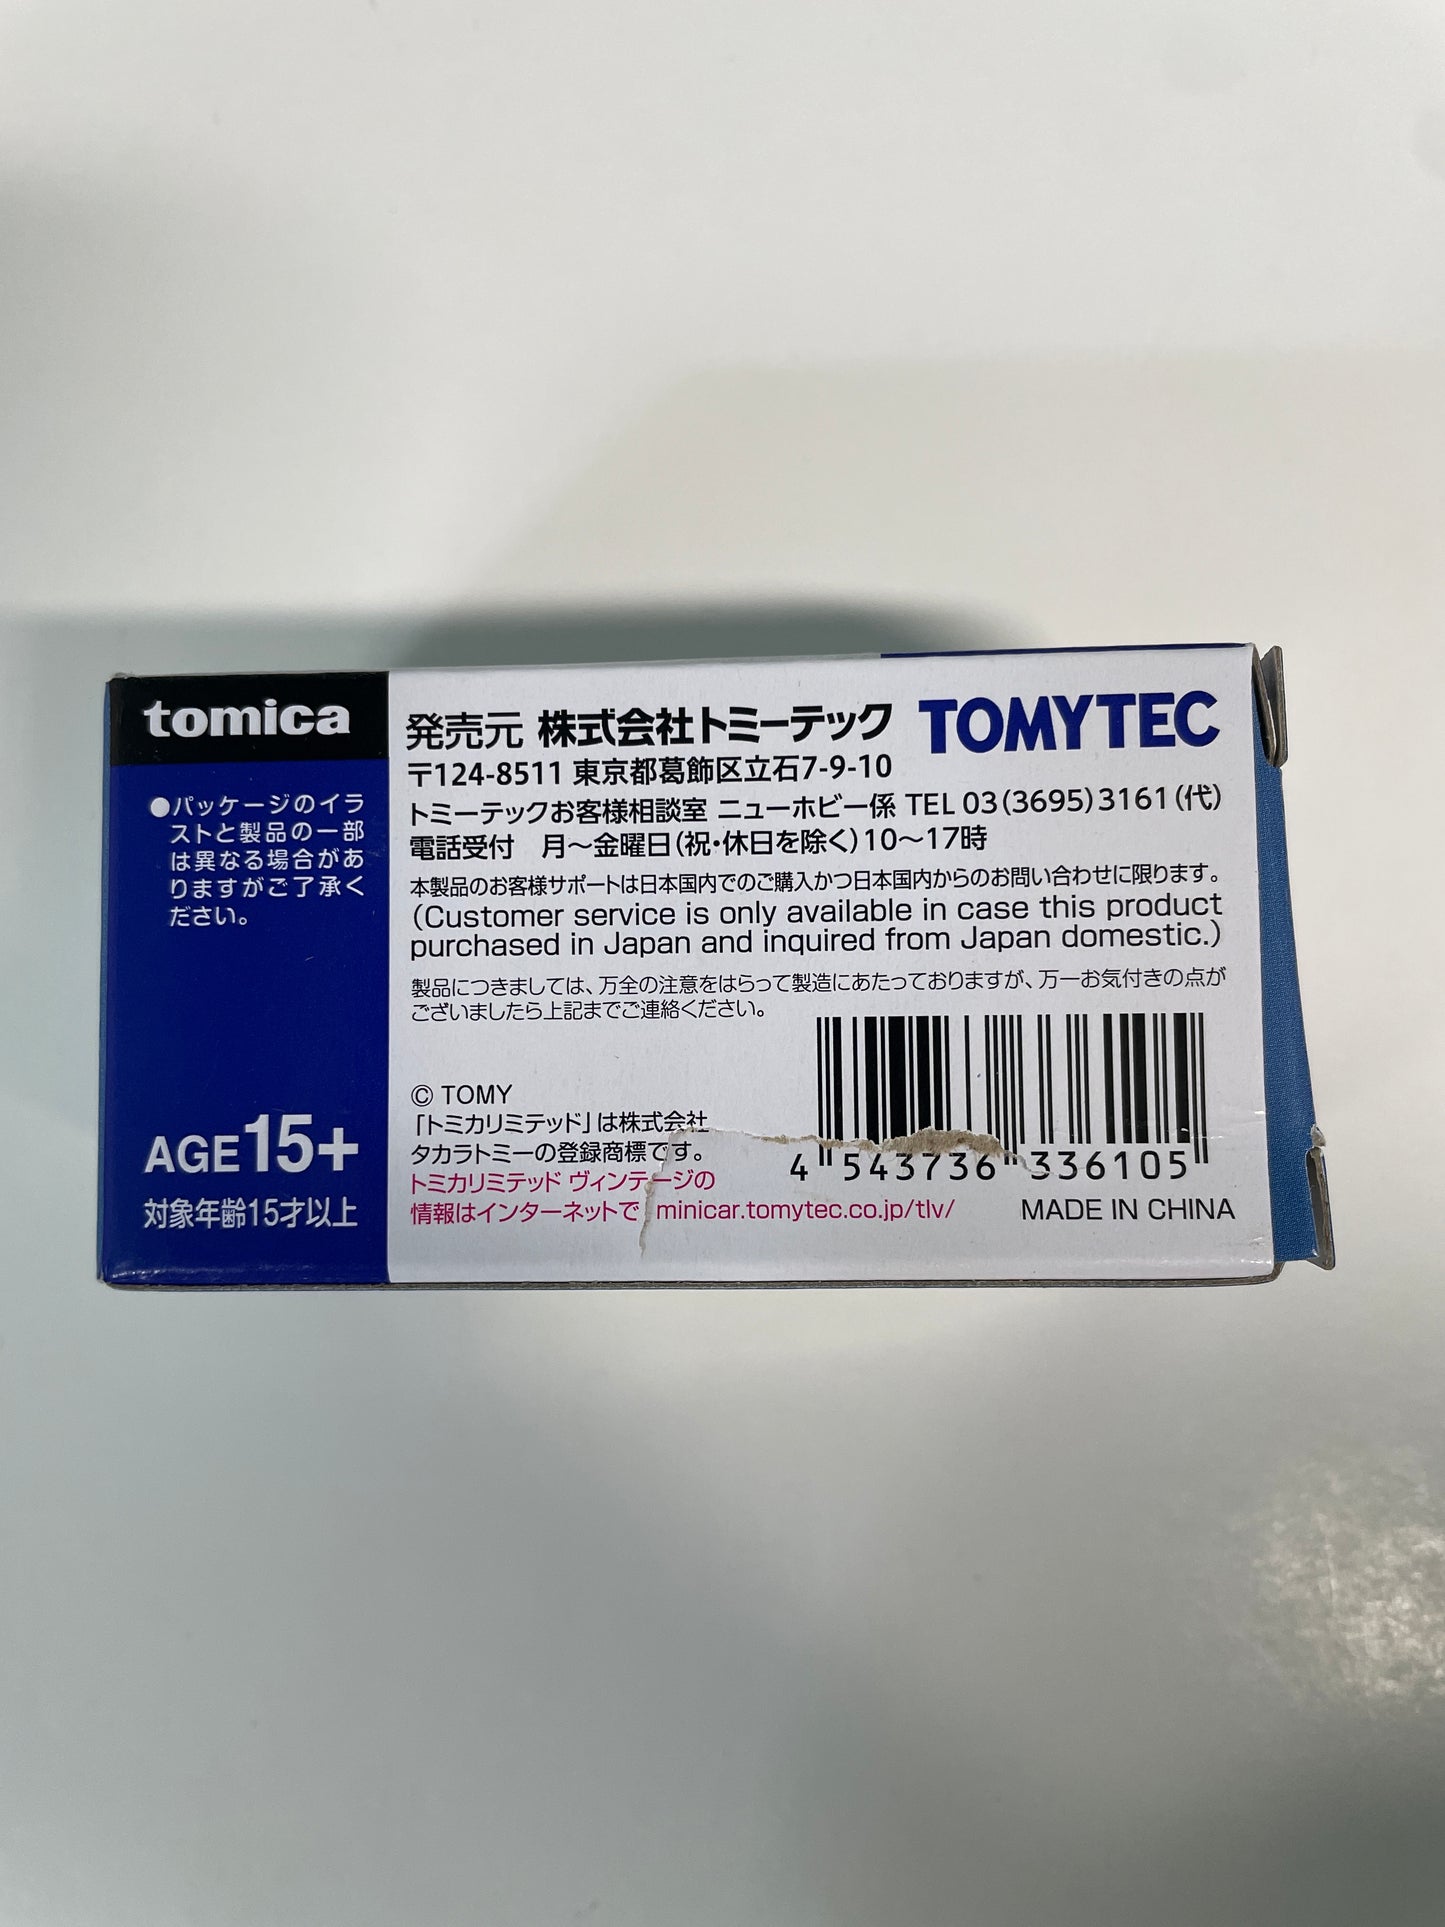 tomica
●パッケージのイラ
ストと製品の一部
は異なる場合があ
りますがご了承く
ださい。
AGE15+
対象年齢15才以上
発売元 株式会社トミーテック TOMYTEC
〒124-8511 東京都葛飾区立石7-9-10
トミーテックお客様相談室 ニューホビー係 TEL 03(3695)3161(代)
電話受付 月〜金曜日(祝・休日を除く)10〜17時
本製品のお客様サポートは日本国内でのご購入かつ日本国内からのお問い合わせに限ります。
(Customer service is only available in case this product
purchased in Japan and inquired from Japan domestic.)
製品につきましては、万全の注意をはらって製造にあたっておりますが、万一お気付きの点が
ございましたら上記までご連絡ください。
© TOMY
「トミカリミテッド」は株式会社
タカラトミーの登録商標です。
トミカリミテッド ヴィンテージの
情報はインターネットで minicar.tomytec.co.jp/tlv/
4 543736 336105
MADE IN CHINA